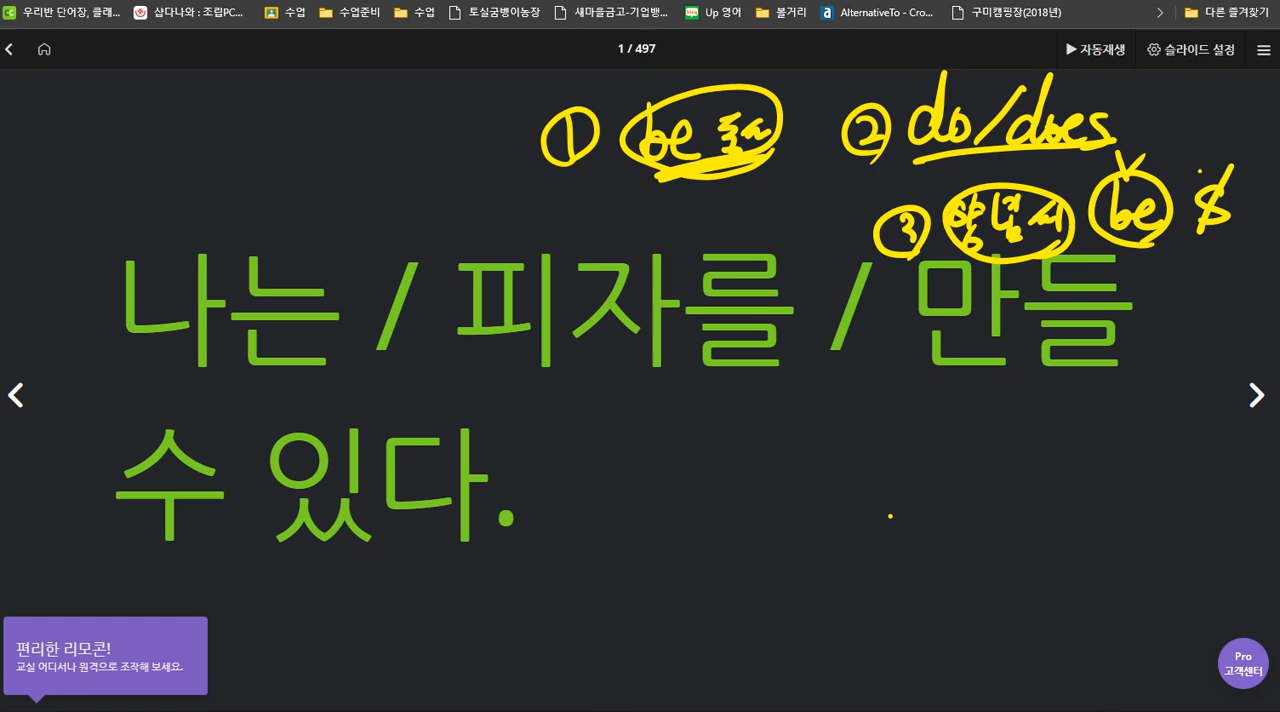 우리반 단어장, 클래... 샵다나와 : 조립PC... 수업 수업준비 수업 토실굼벵이농장 새마을금고-기업뱅... Up 영어 볼거리 AlternativeTo - Cro... 구미캠핑장(2018년) 다른 즐겨찾기
1 / 497 자동재생 슬라이드 설정
① be 동사 ② do/does
③ be
나는 / 피자를 / 만들
수 있다.
편리한 리모콘!
교실 어디서나 원격으로 조작해 보세요.
Pro
고객센터